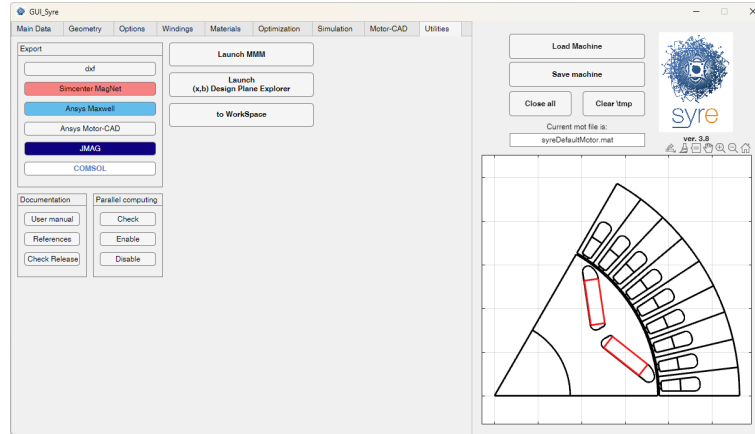 GUI_Syre
Main Data Geometry Options Windings Materials Optimization Simulation Motor-CAD Utilities
Export
dxf
Simcenter MagNet
Ansys Maxwell
Ansys Motor-CAD
JMAG
COMSOL
Launch MMM
Launch
(x,b) Design Plane Explorer
to WorkSpace
Documentation
User manual
References
Check Release
Parallel computing
Check
Enable
Disable
Load Machine
Save machine
Close all Clear \tmp
Current mot file is:
syreDefaultMotor.mat
syre
ver. 3.8